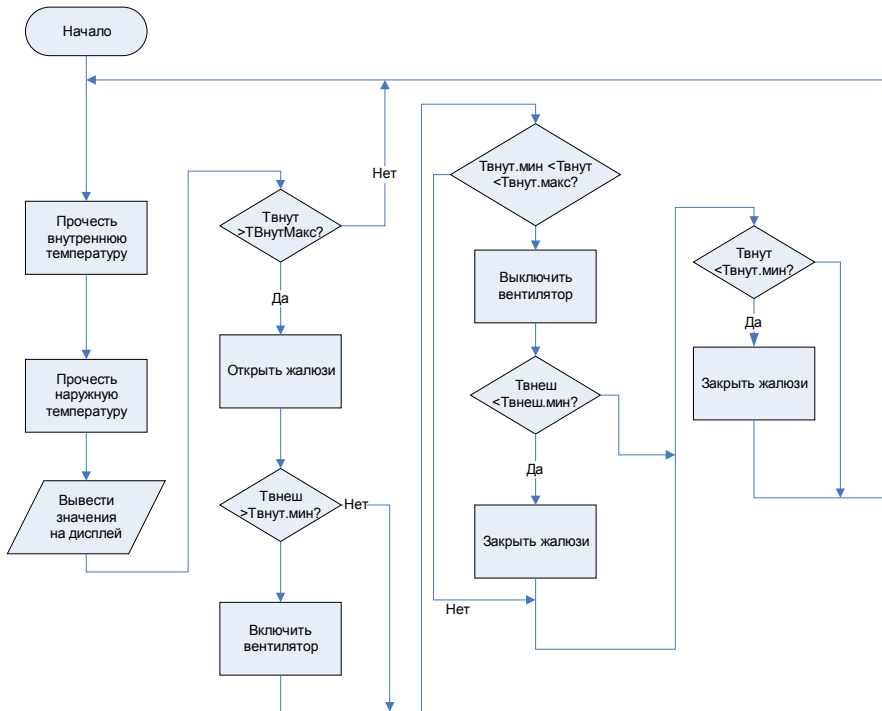 Начало
Прочесть
внутреннюю
температуру
Прочесть
наружную
температуру
Вывести
значения
на дисплей
Твнут
>ТВнутМакс?
Нет
Да
Открыть жалюзи
Твнеш
>Твнут.мин?
Нет
Включить
вентилятор
Твнут.мин <Твнут
<Твнут.макс?
Выключить
вентилятор
Твнеш
<Твнеш.мин?
Да
Закрыть жалюзи
Нет
Твнут
<Твнут.мин?
Да
Закрыть жалюзи